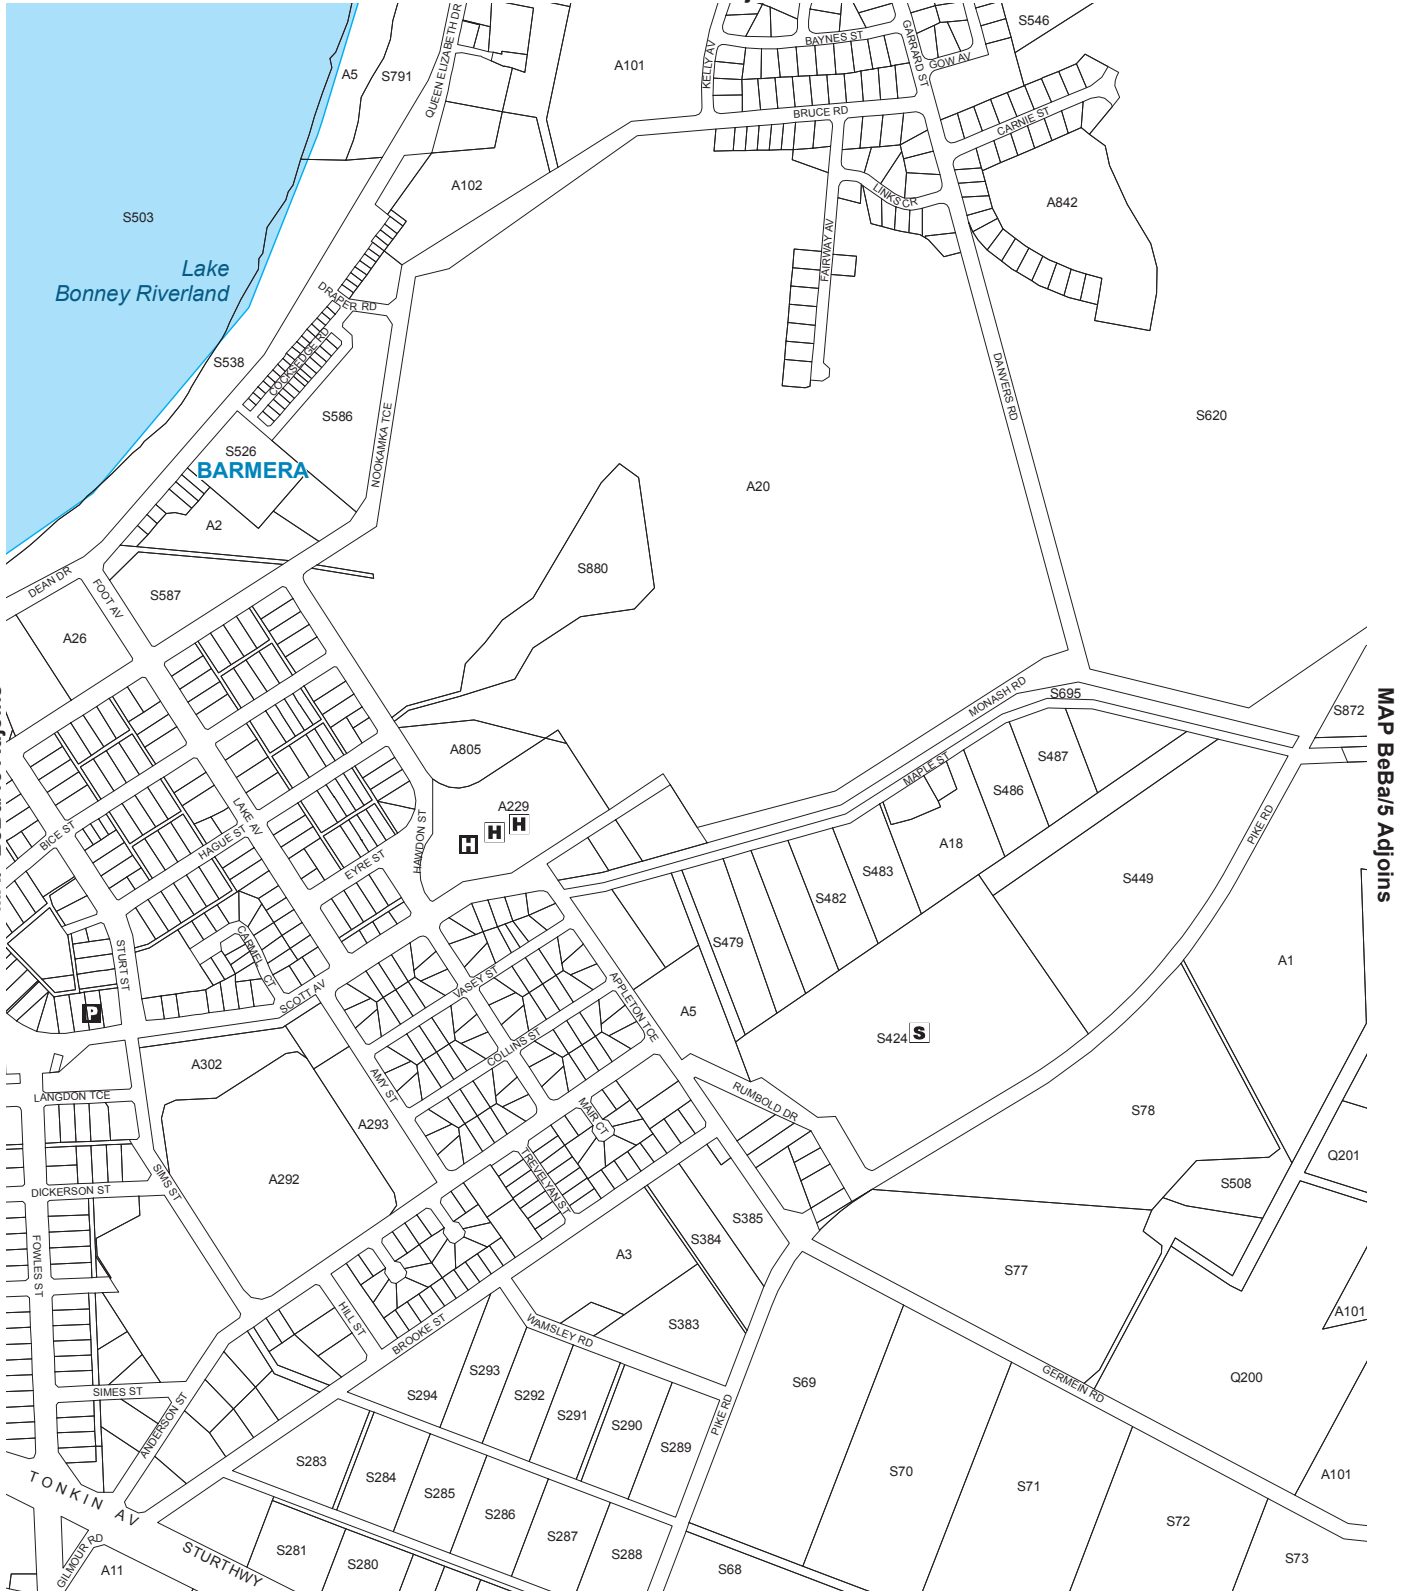 S546
BAYNES ST
GARRARD ST
GOW AV
KELLY AV
QUEEN ELIZABETH DR
A5
S791
A101
BRUCE RD
CARNIE ST
A102
LINKS CR
A842
S503
FAIRWAY AV
Lake
Bonney Riverland
DRAPER RD
COCKSEDGE RD
S538
DANVERS RD
S586
S620
NOOKAMKA TCE
S526
BARMERA
A20
A2
S880
DEAN DR
FOOT AV
S587
A26
MONASH RD
S695
S872
MAP BeBa/5 Adjoins
A805
S487
MAPLE ST
S486
A229
H
H
H
LAKE AV
BICE ST
HAGUE ST
HAWDON ST
EYRE ST
PIKE RD
A18
S483
S482
S449
S479
STURT ST
CARMEL CT
SCOTT AV
VASEY ST
APPLETON TCE
A1
P
A5
S424
S
COLLINS ST
A302
AMY ST
LANGDON TCE
RUMBOLD DR
MAIR CT
S78
A293
Q201
TREVELYAN ST
A292
SIMS ST
DICKERSON ST
S508
S385
S384
A3
FOWLES ST
S77
A101
HILL ST
BROOKE ST
WAMSLEY RD
S383
S293
S69
GERMEIN RD
Q200
SIMES ST
S294
S292
S291
S290
PIKE RD
ANDERSON ST
S289
S283
S284
S70
A101
TONKIN AV
S285
S71
S286
S72
S287
STURT HWY
GILMOUR RD
A11
S281
S280
S288
S68
S73